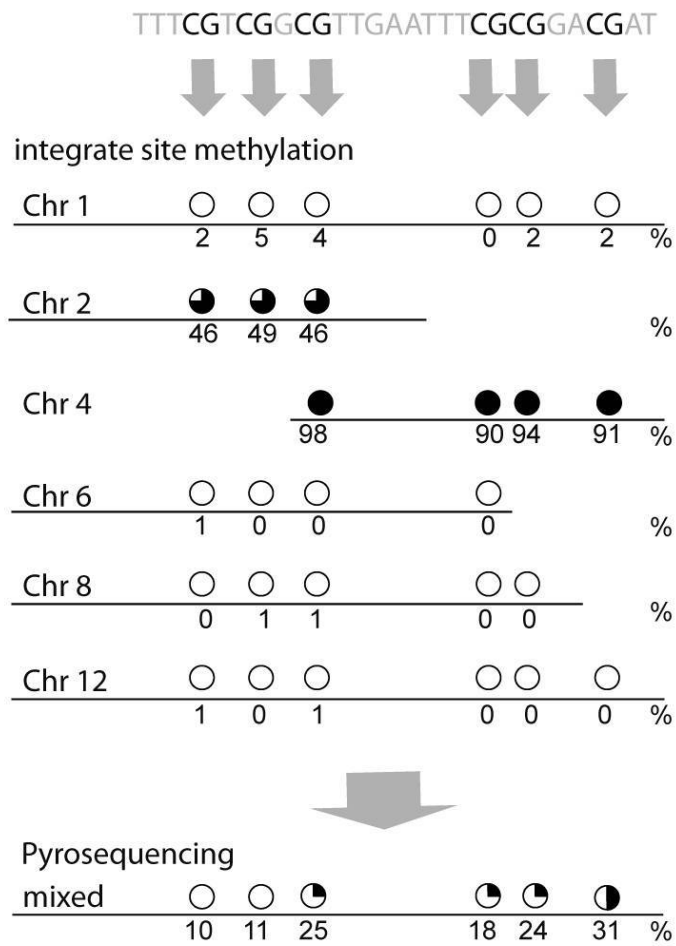 TTTCGTCGGCGTTGAATTTCGCGGACGAT
integrate site methylation
Chr 1
2 5 4 0 2 2 %
Chr 2
46 49 46 %
Chr 4
98 90 94 91 %
Chr 6
1 0 0 0 %
Chr 8
0 1 1 0 0 %
Chr 12
1 0 1 0 0 0 %
Pyrosequencing
mixed
10 11 25 18 24 31 %